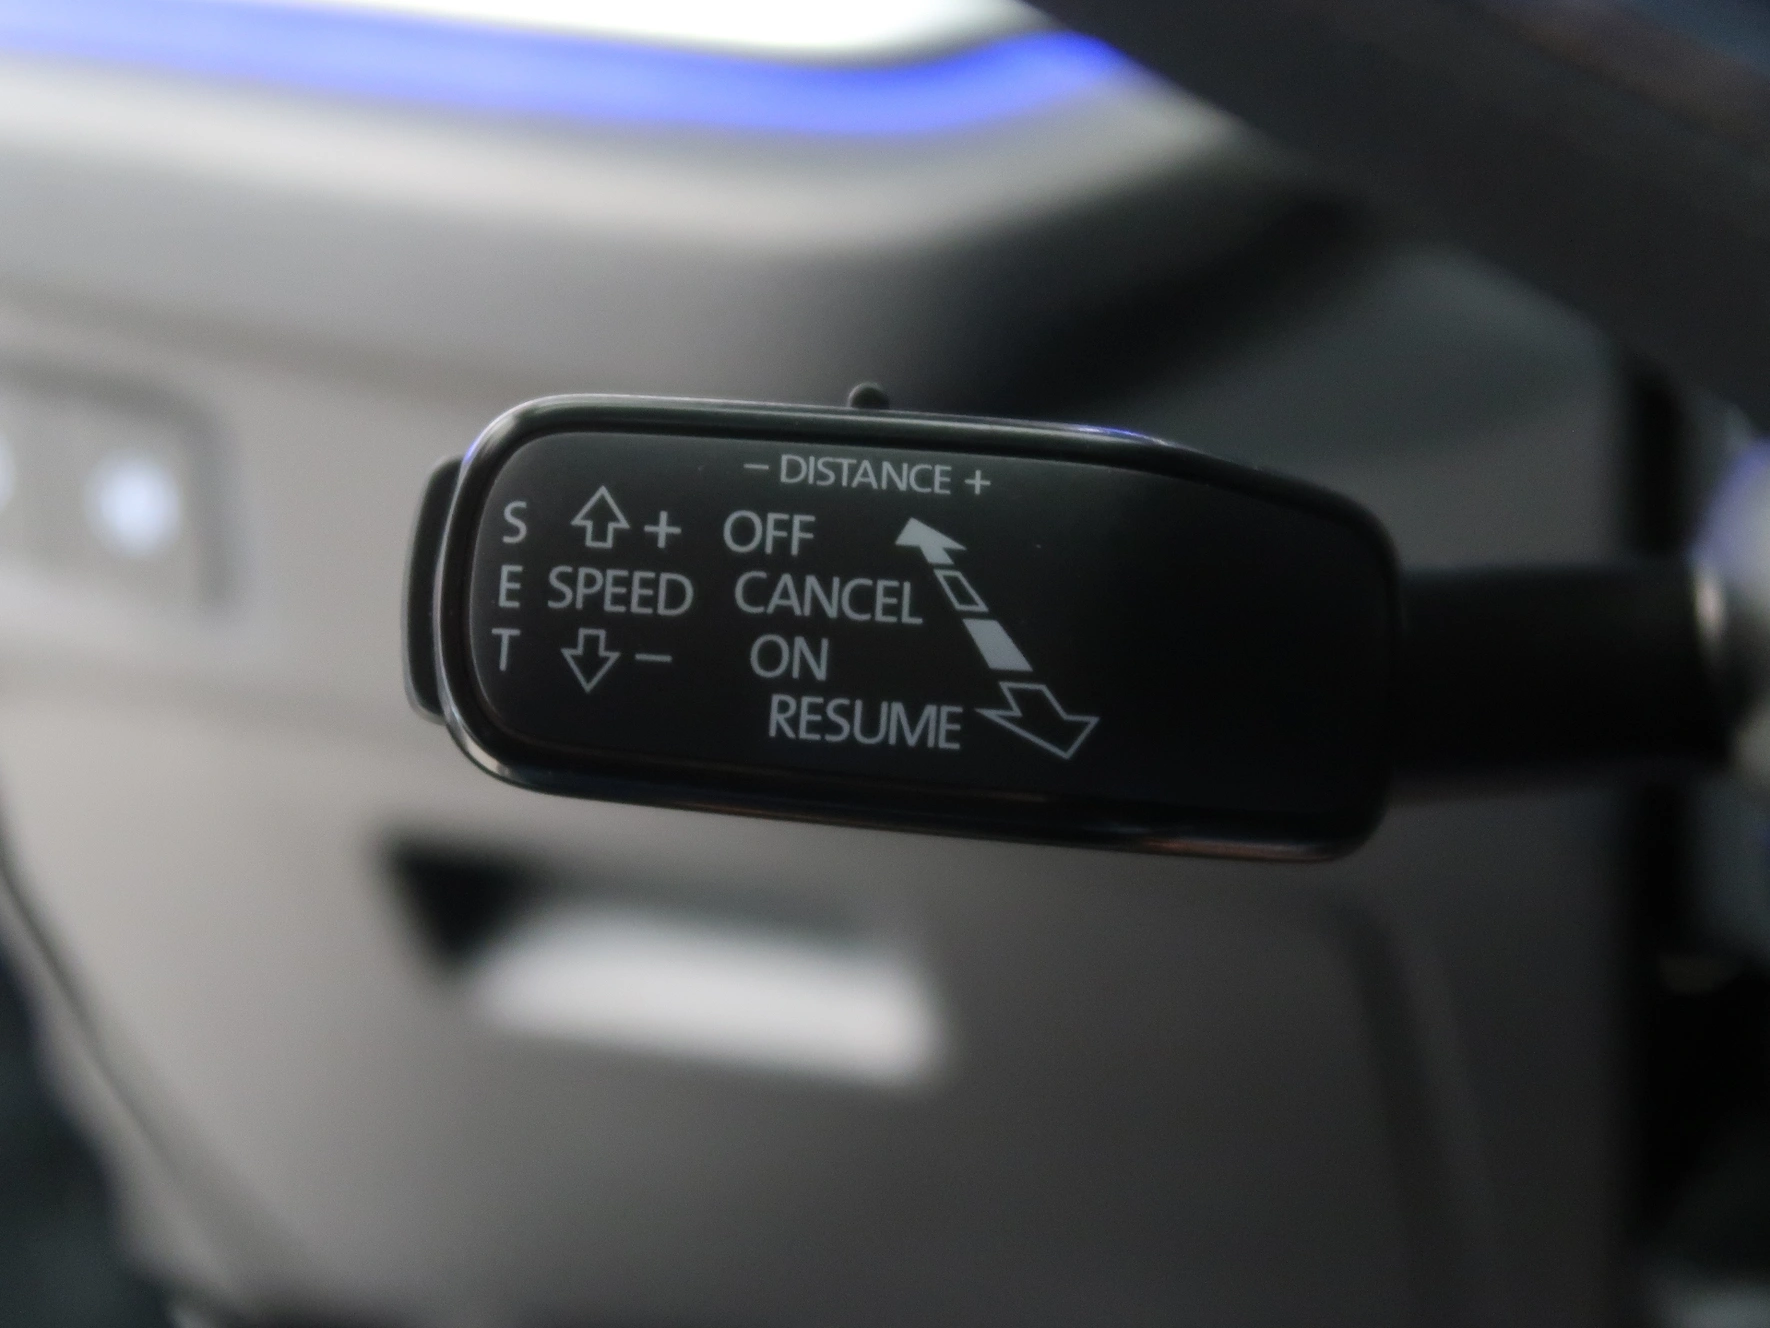 − DISTANCE +
S + OFF
E SPEED CANCEL
T − ON
RESUME